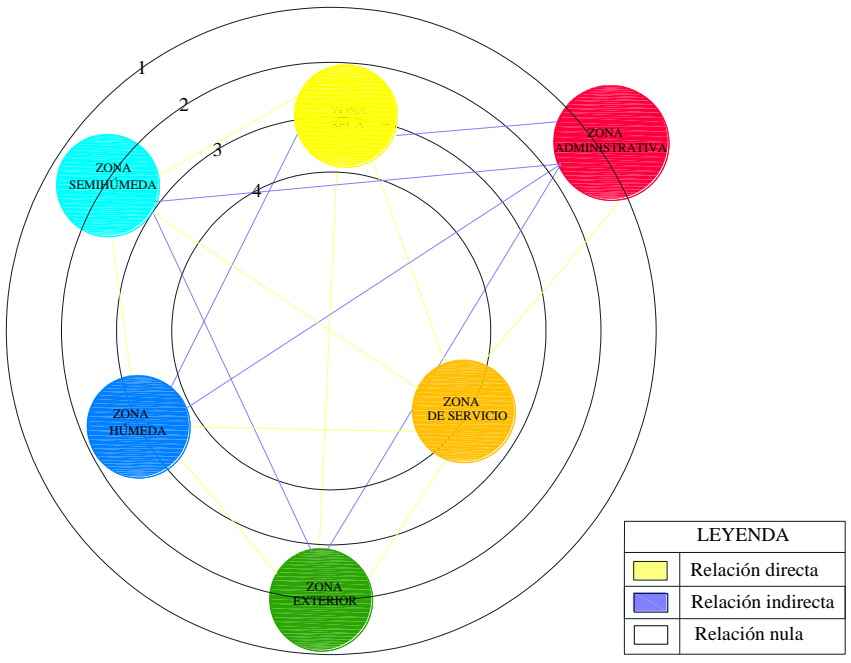 1
2
3
4
ZONA
ADMINISTRATIVA
ZONA
SEMIHÚMEDA
ZONA
HÚMEDA
ZONA
DE SERVICIO
ZONA
EXTERIOR
LEYENDA
Relación directa
Relación indirecta
Relación nula